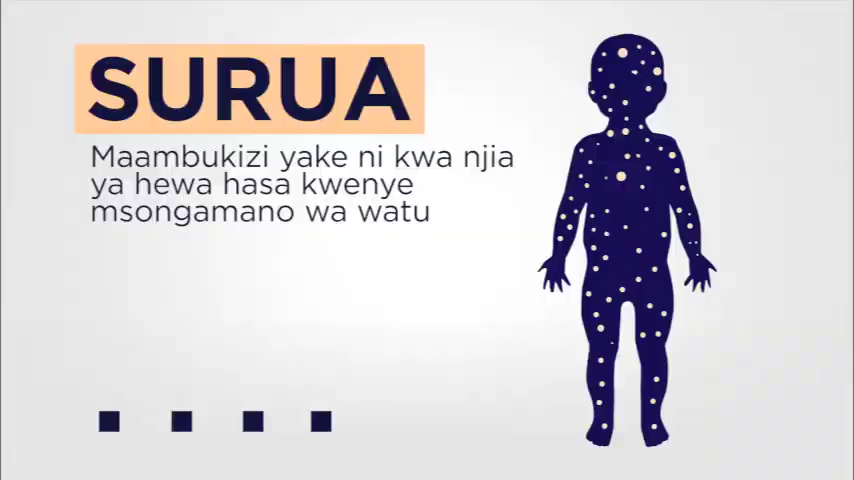 SURUA
Maambukizi yake ni kwa njia
ya hewa hasa kwenye
msongamano wa watu